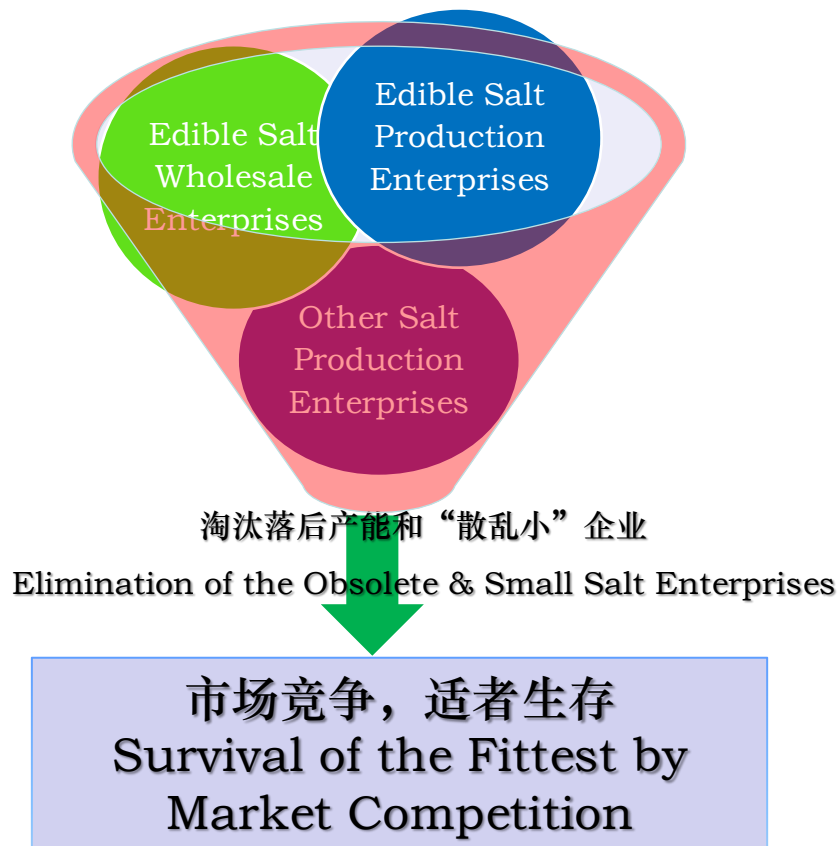 Edible Salt
Wholesale
Enterprises
Edible Salt
Production
Enterprises
Other Salt
Production
Enterprises
淘汰落后产能和“散乱小”企业
Elimination of the Obsolete & Small Salt Enterprises
市场竞争，适者生存
Survival of the Fittest by
Market Competition